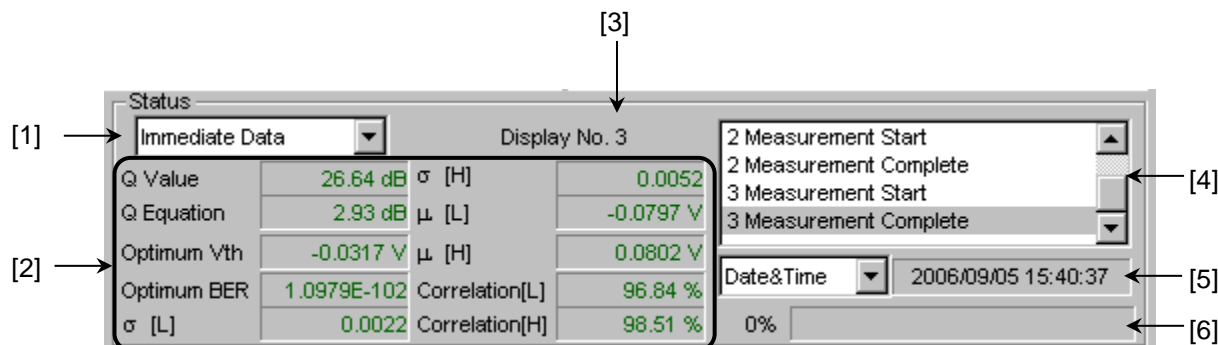 [3]
Status
[1]
Immediate Data
Display No. 3
2 Measurement Start
2 Measurement Complete
3 Measurement Start
3 Measurement Complete
[4]
[2]
Q Value 26.64 dB σ [H] 0.0052
Q Equation 2.93 dB μ [L] -0.0797 V
Optimum Vth -0.0317 V μ [H] 0.0802 V
Optimum BER 1.0979E-102 Correlation[L] 96.84 %
σ [L] 0.0022 Correlation[H] 98.51 %
Date&Time 2006/09/05 15:40:37
[5]
0%
[6]